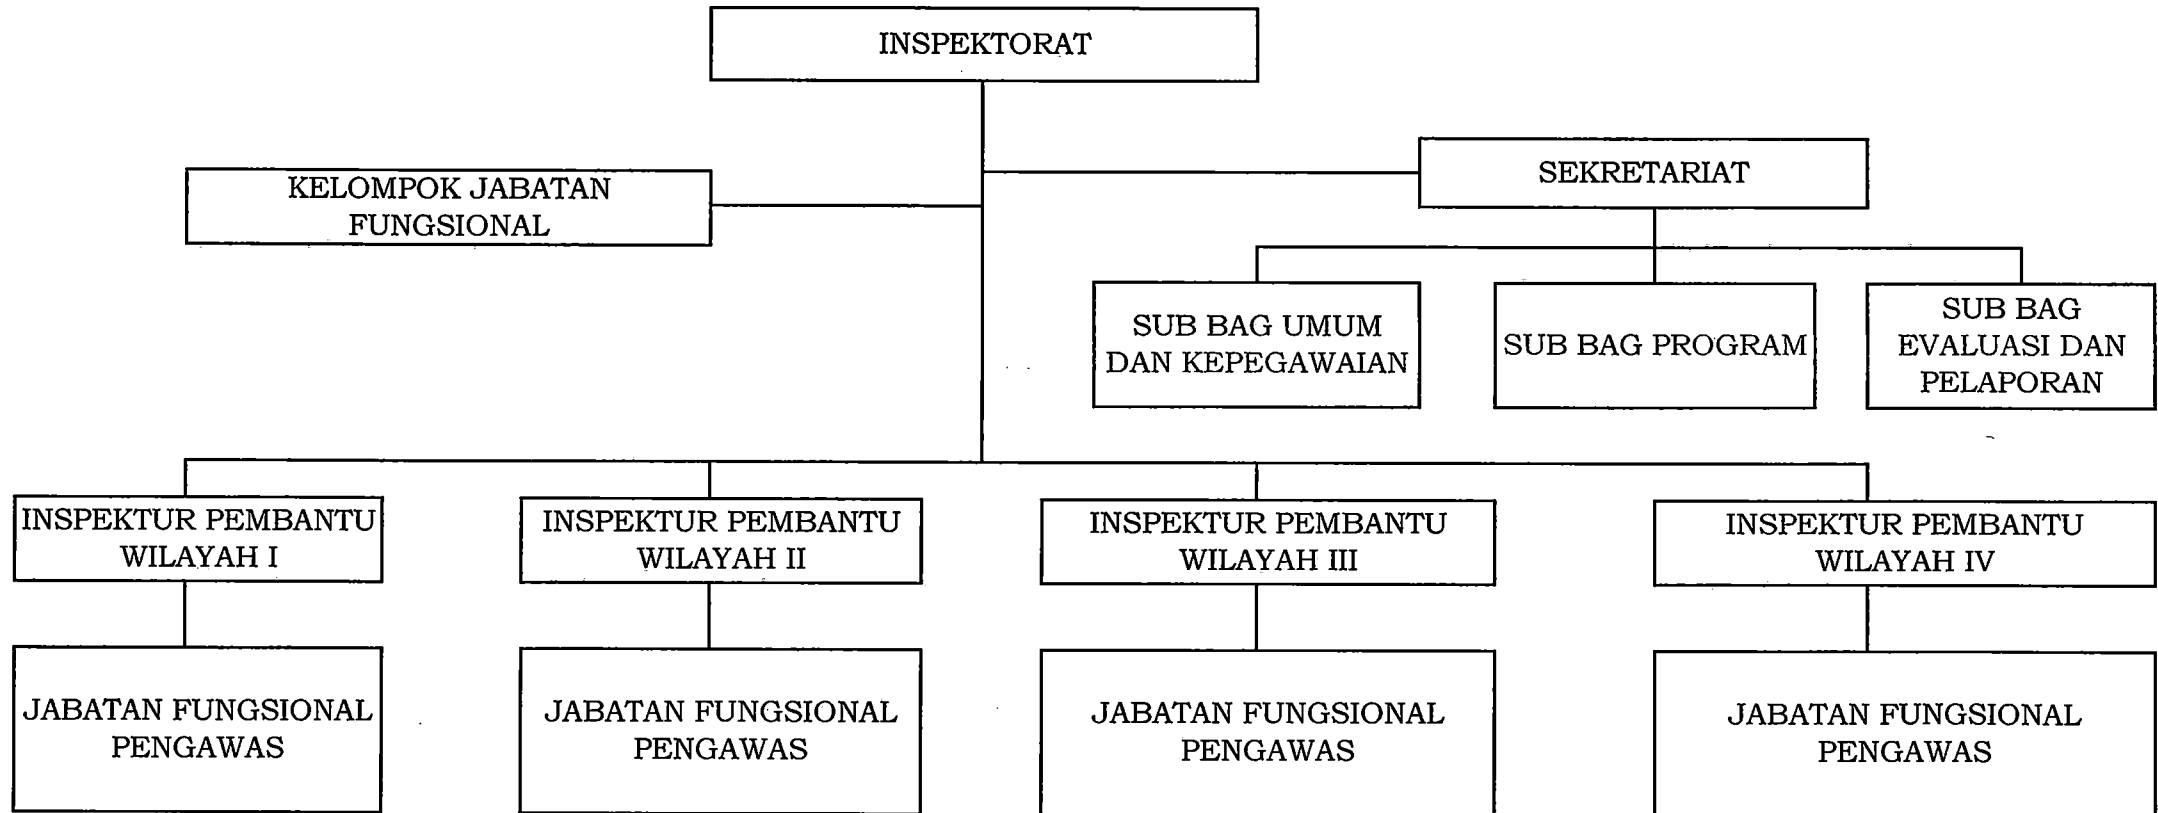 INSPEKTORAT
SEKRETARIAT
KELOMPOK JABATAN
FUNGSIONAL
SUB BAG UMUM
DAN KEPEGAWAIAN
SUB BAG PROGRAM
SUB BAG
EVALUASI DAN
PELAPORAN
INSPEKTUR PEMBANTU
WILAYAH I
INSPEKTUR PEMBANTU
WILAYAH II
INSPEKTUR PEMBANTU
WILAYAH III
INSPEKTUR PEMBANTU
WILAYAH IV
JABATAN FUNGSIONAL
PENGAWAS
JABATAN FUNGSIONAL
PENGAWAS
JABATAN FUNGSIONAL
PENGAWAS
JABATAN FUNGSIONAL
PENGAWAS